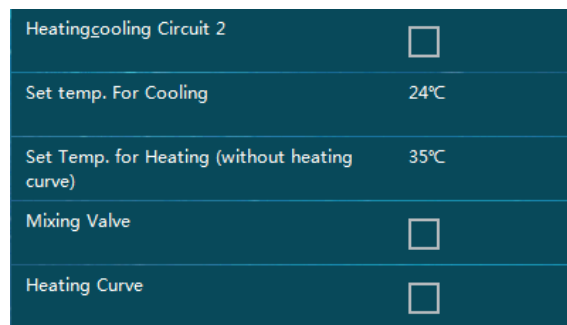 Heatingcooling Circuit 2
Set temp. For Cooling 24℃
Set Temp. for Heating (without heating 35℃
curve)
Mixing Valve
Heating Curve